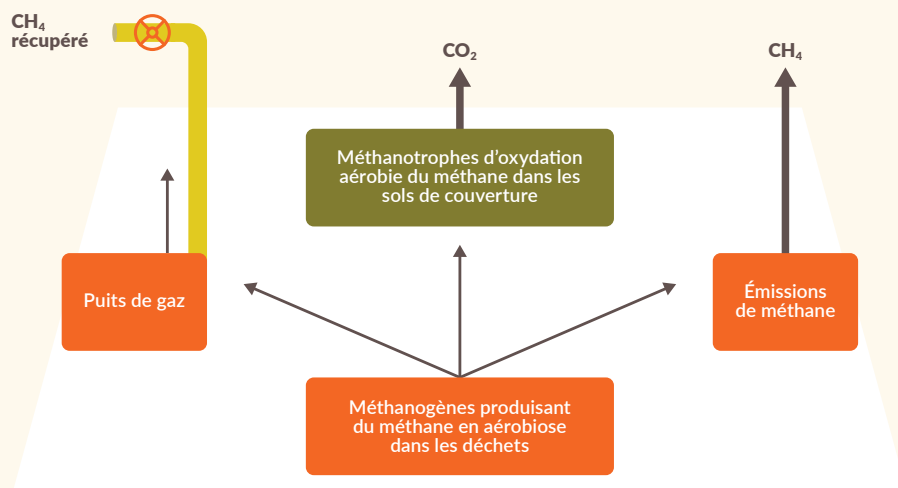 CH₄
récupéré
CO₂
CH₄
Méthanotrophes d’oxydation
aérobie du méthane dans les
sols de couverture
Puits de gaz
Émissions
de méthane
Méthanogènes produisant
du méthane en aérobiose
dans les déchets